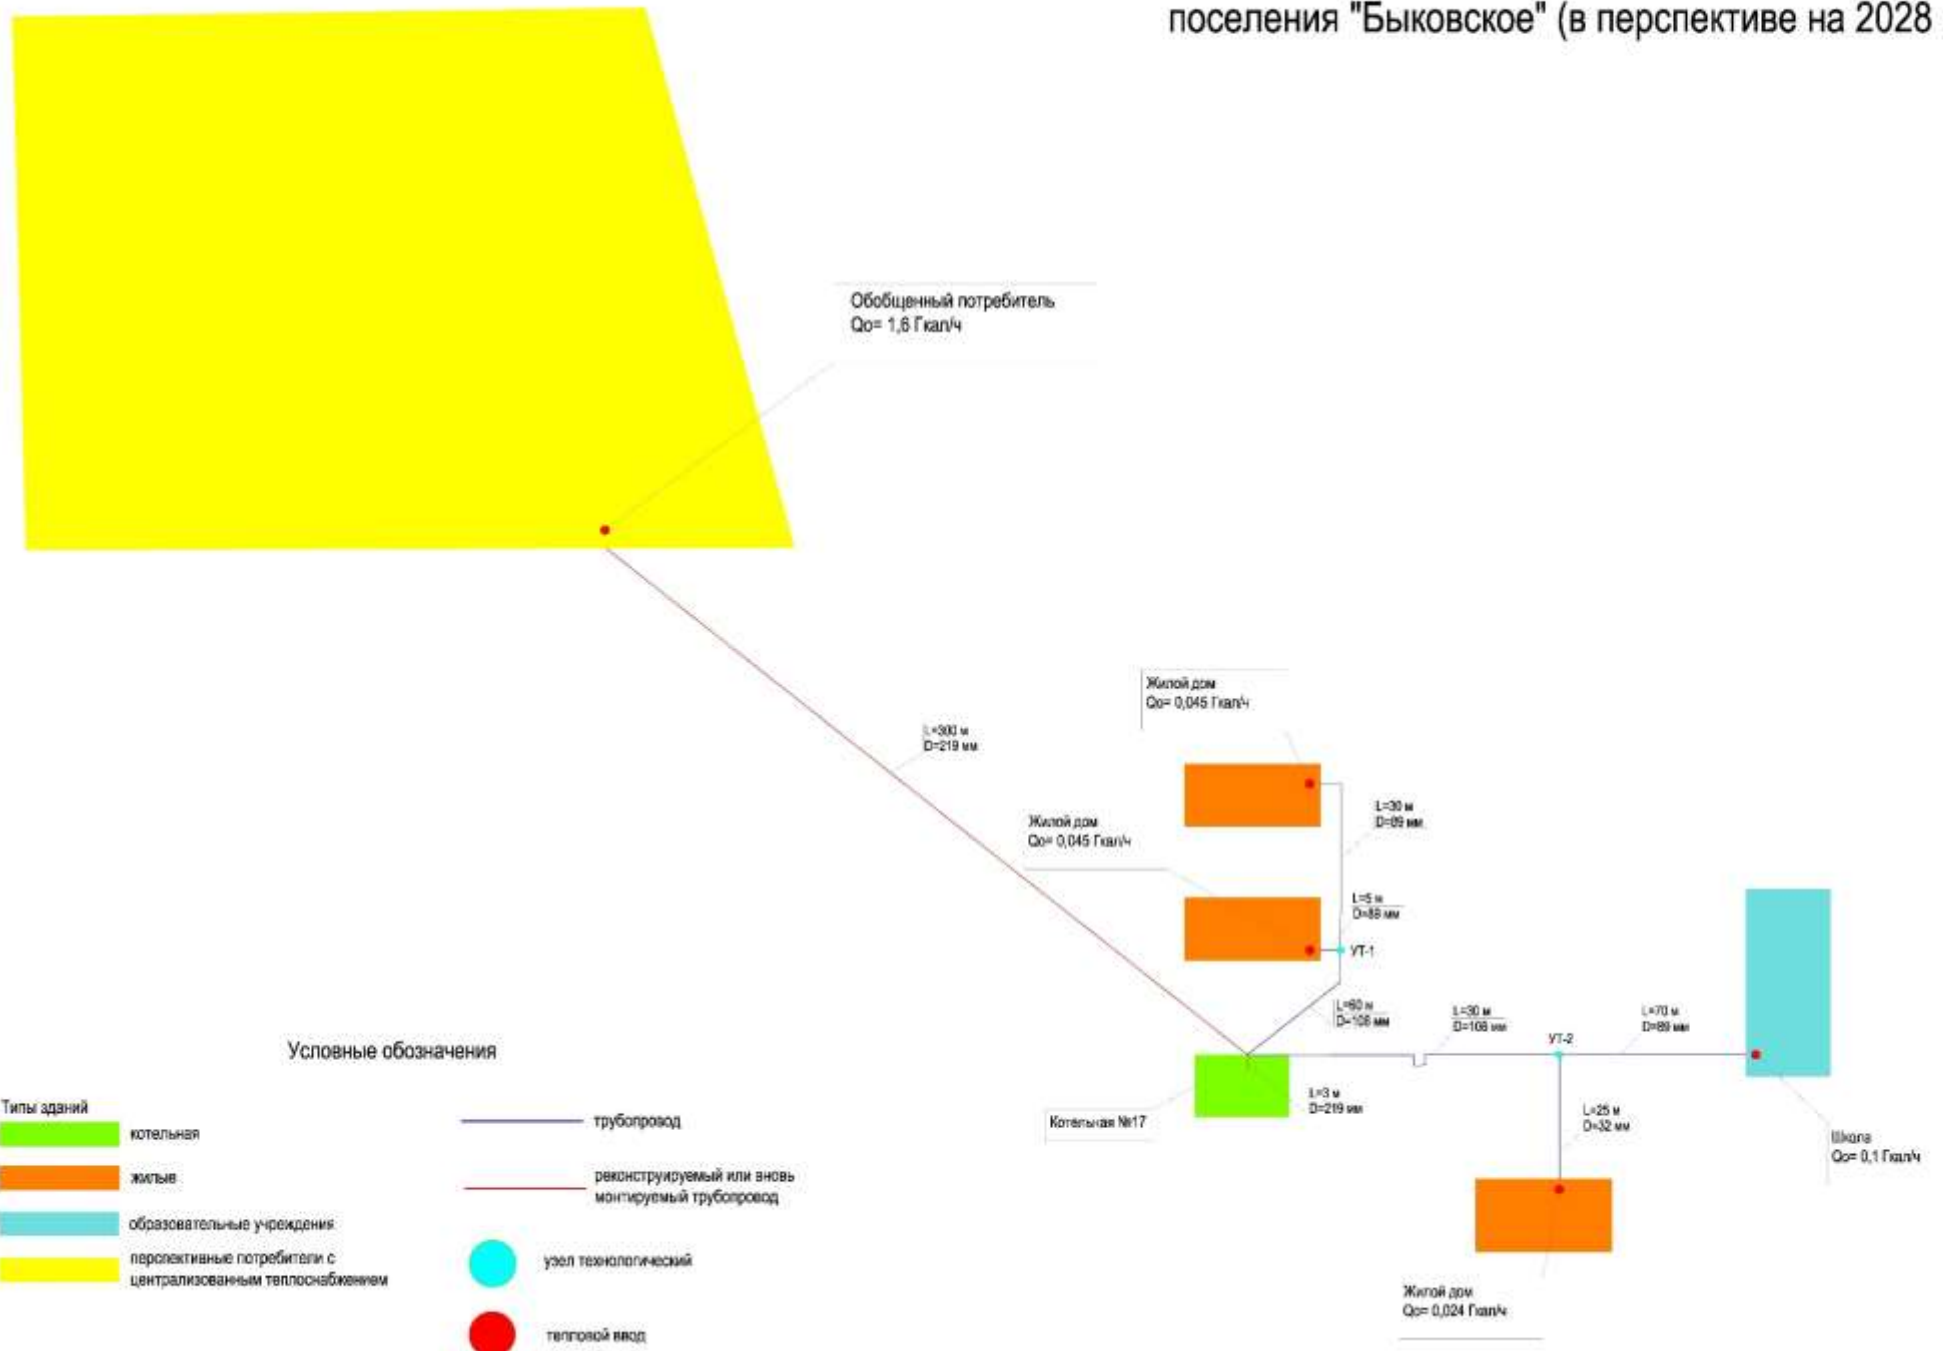 поселения "Быковское" (в перспективе на 2028
Обобщенный потребитель
Qо= 1,6 Гкал/ч
L=300 м
D=219 мм
Жилой дом
Qо= 0,045 Гкал/ч
Жилой дом
Qо= 0,045 Гкал/ч
L=30 м
D=89 мм
L=5 м
D=89 мм
УТ-1
L=60 м
D=108 мм
L=30 м
D=108 мм
УТ-2
L=70 м
D=89 мм
L=3 м
D=219 мм
Котельная №17
L=25 м
D=32 мм
Школа
Qо= 0,1 Гкал/ч
Жилой дом
Qо= 0,024 Гкал/ч
Условные обозначения
Типы зданий
котельная
жилые
образовательные учреждения
перспективные потребители с
централизованным теплоснабжением
трубопровод
реконструируемый или вновь
монтируемый трубопровод
узел технологический
тепловой ввод